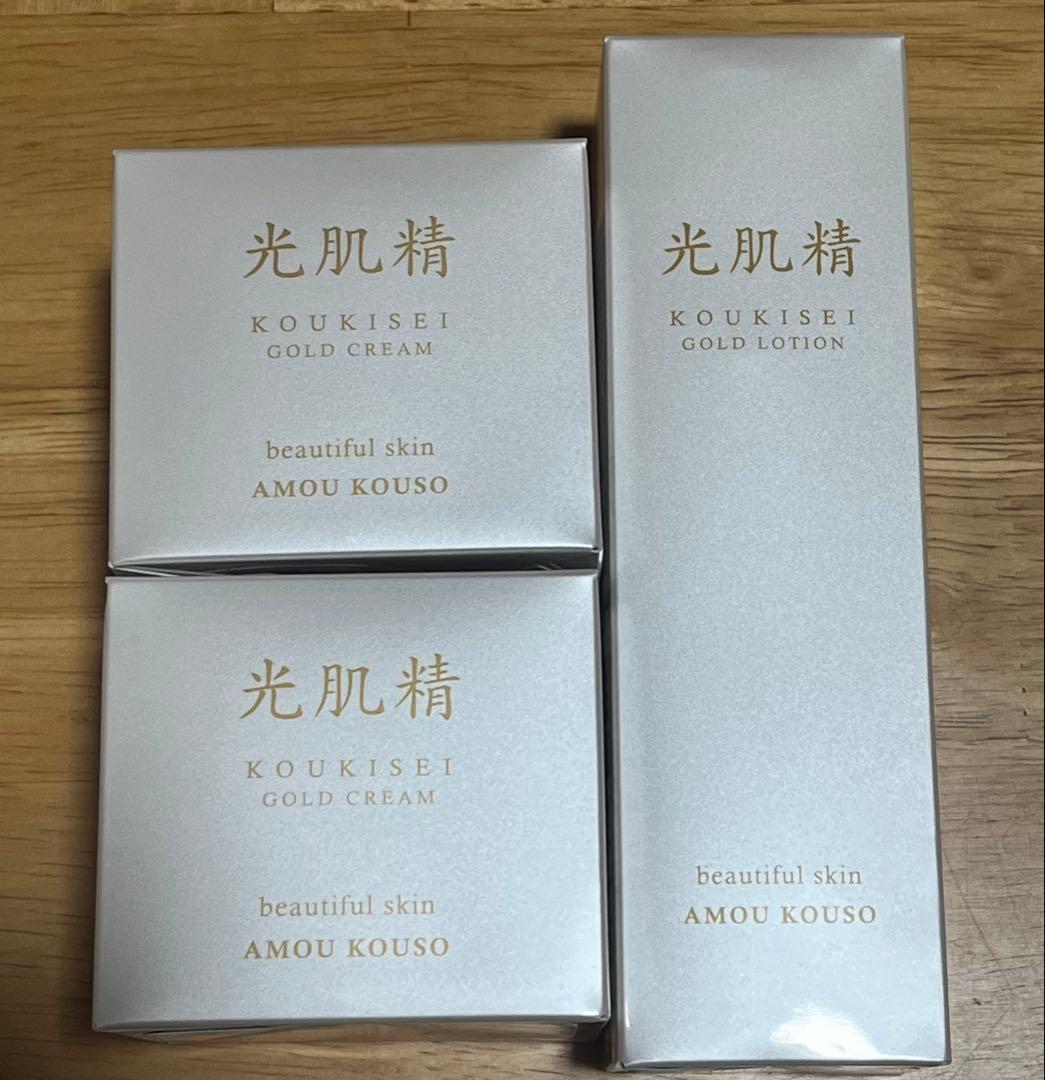 光肌精
KOUKISEI
GOLD CREAM
beautiful skin
AMOU KOUSO
光肌精
KOUKISEI
GOLD CREAM
beautiful skin
AMOU KOUSO
光肌精
KOUKISEI
GOLD LOTION
beautiful skin
AMOU KOUSO